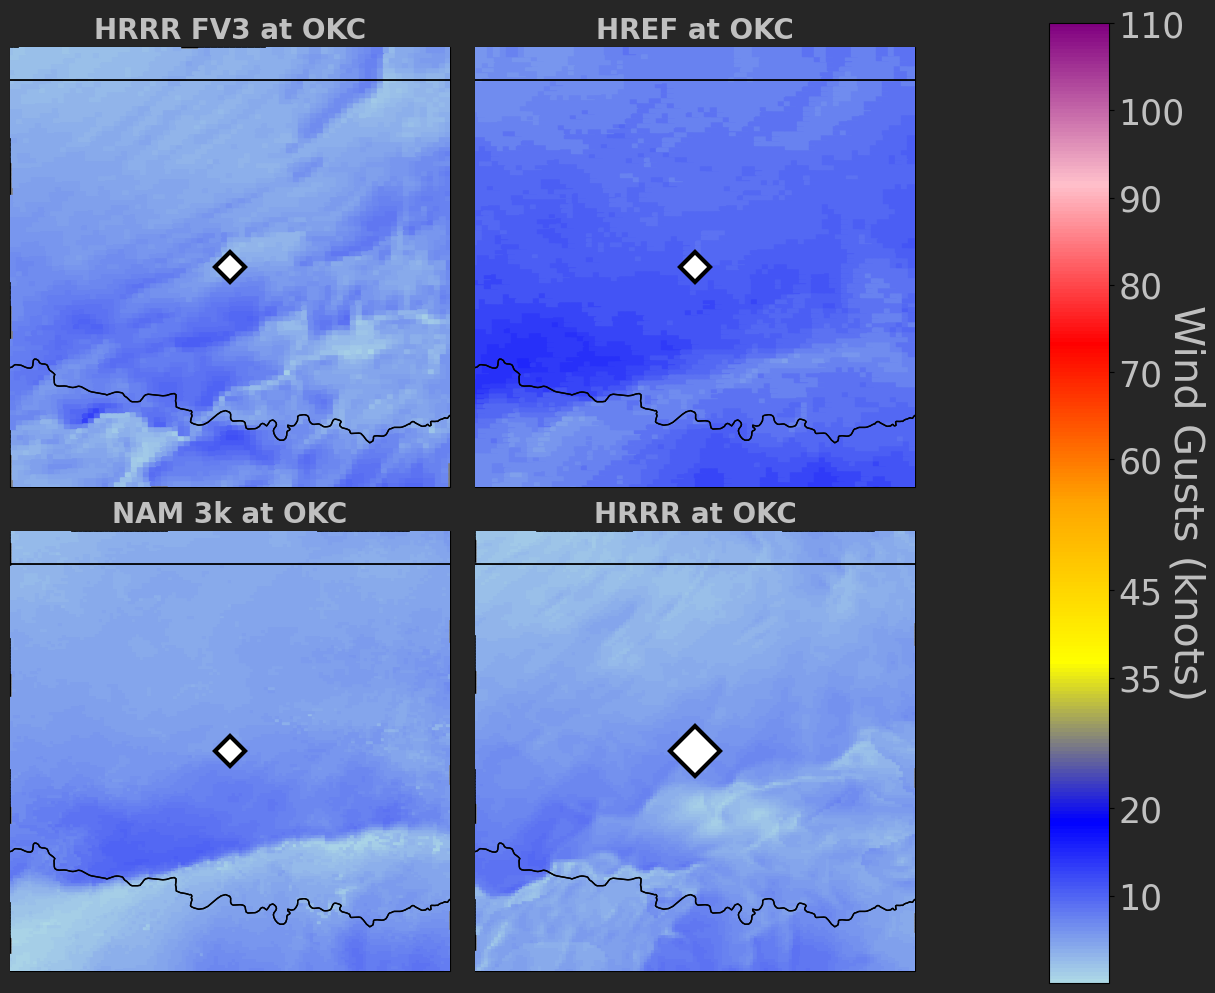 HRRR FV3 at OKC
HREF at OKC
NAM 3k at OKC
HRRR at OKC
110
100
90
80
70
60
45
35
20
10
Wind Gusts (knots)